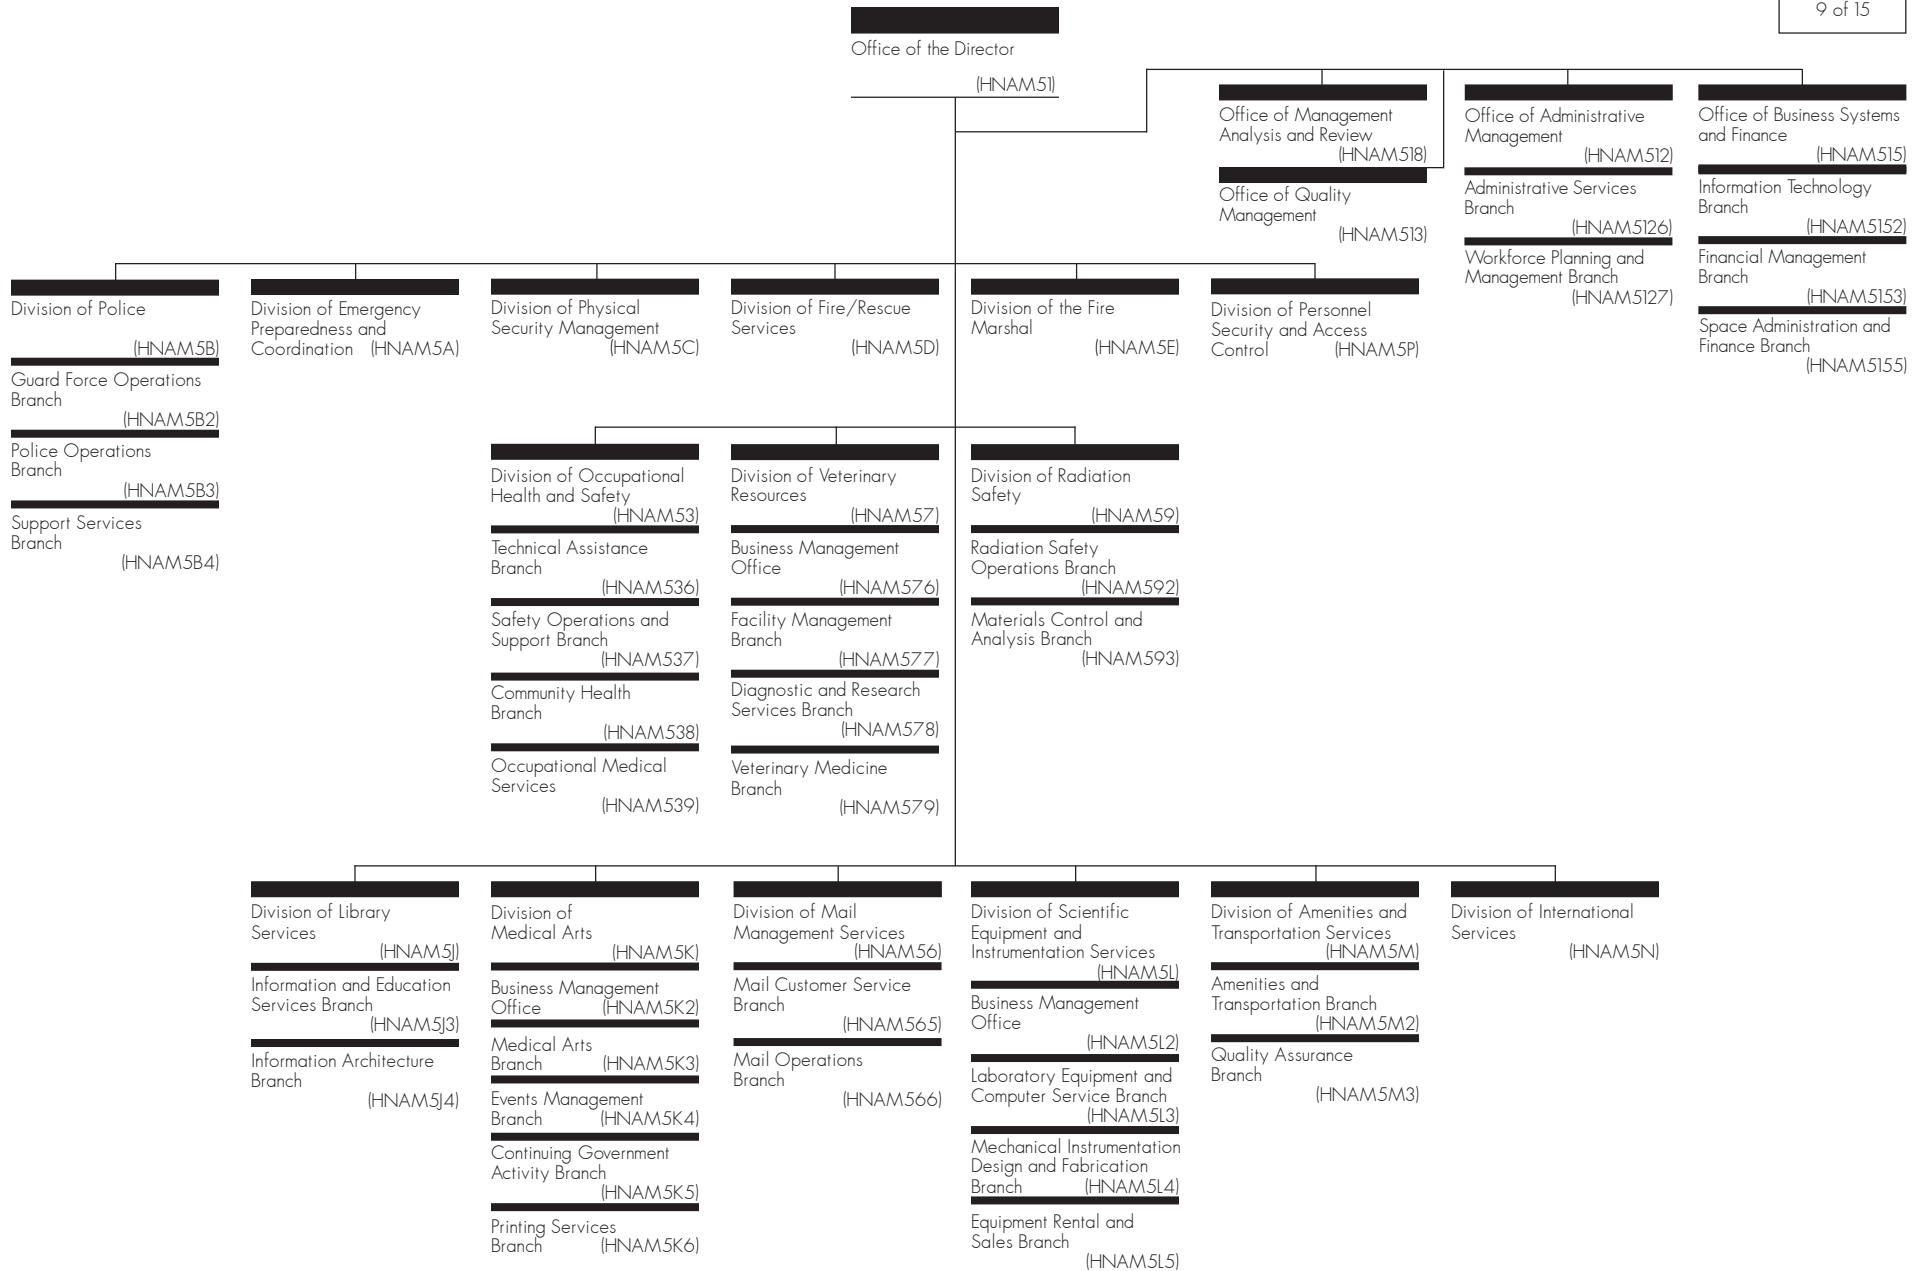 9 of 15
Office of the Director
(HNAM51)
Office of Management
Analysis and Review
(HNAM518)
Office of Quality
Management
(HNAM513)
Office of Administrative
Management
(HNAM512)
Administrative Services
Branch
(HNAM5126)
Workforce Planning and
Management Branch
(HNAM5127)
Office of Business Systems
and Finance
(HNAM515)
Information Technology
Branch
(HNAM5152)
Financial Management
Branch
(HNAM5153)
Space Administration and
Finance Branch
(HNAM5155)
Division of Police
(HNAM5B)
Guard Force Operations
Branch
(HNAM5B2)
Police Operations
Branch
(HNAM5B3)
Support Services
Branch
(HNAM5B4)
Division of Emergency
Preparedness and
Coordination (HNAM5A)
Division of Physical
Security Management
(HNAM5C)
Division of Fire/Rescue
Services
(HNAM5D)
Division of the Fire
Marshal
(HNAM5E)
Division of Personnel
Security and Access
Control (HNAM5P)
Division of Occupational
Health and Safety
(HNAM53)
Technical Assistance
Branch
(HNAM536)
Safety Operations and
Support Branch
(HNAM537)
Community Health
Branch
(HNAM538)
Occupational Medical
Services
(HNAM539)
Division of Veterinary
Resources
(HNAM57)
Business Management
Office
(HNAM576)
Facility Management
Branch
(HNAM577)
Diagnostic and Research
Services Branch
(HNAM578)
Veterinary Medicine
Branch
(HNAM579)
Division of Radiation
Safety
(HNAM59)
Radiation Safety
Operations Branch
(HNAM592)
Materials Control and
Analysis Branch
(HNAM593)
Division of Library
Services
(HNAM5J)
Information and Education
Services Branch
(HNAM5J3)
Information Architecture
Branch
(HNAM5J4)
Division of
Medical Arts
(HNAM5K)
Business Management
Office (HNAM5K2)
Medical Arts
Branch (HNAM5K3)
Events Management
Branch (HNAM5K4)
Continuing Government
Activity Branch
(HNAM5K5)
Printing Services
Branch (HNAM5K6)
Division of Mail
Management Services
(HNAM56)
Mail Customer Service
Branch
(HNAM565)
Mail Operations
Branch
(HNAM566)
Division of Scientific
Equipment and
Instrumentation Services
(HNAM5L)
Business Management
Office
(HNAM5L2)
Laboratory Equipment and
Computer Service Branch
(HNAM5L3)
Mechanical Instrumentation
Design and Fabrication
Branch (HNAM5L4)
Equipment Rental and
Sales Branch
(HNAM5L5)
Division of Amenities and
Transportation Services
(HNAM5M)
Amenities and
Transportation Branch
(HNAM5M2)
Quality Assurance
Branch
(HNAM5M3)
Division of International
Services
(HNAM5N)